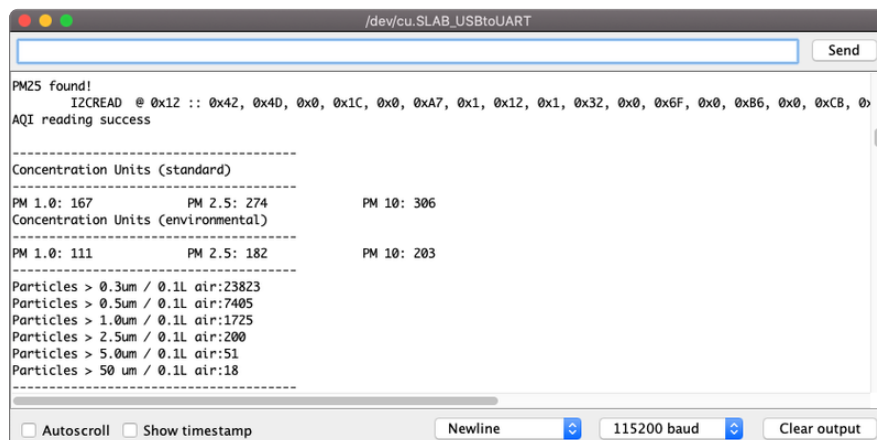 /dev/cu.SLAB_USBtoUART
Send
PM25 found!
I2CREAD @ 0x12 :: 0x42, 0x4D, 0x0, 0x1C, 0x0, 0xA7, 0x1, 0x12, 0x1, 0x32, 0x0, 0x6F, 0x0, 0xB6, 0x0, 0xCB,
AQI reading success
---------------------------------------
Concentration Units (standard)
---------------------------------------
PM 1.0: 167 PM 2.5: 274 PM 10: 306
Concentration Units (environmental)
---------------------------------------
PM 1.0: 111 PM 2.5: 182 PM 10: 203
---------------------------------------
Particles > 0.3um / 0.1L air:23823
Particles > 0.5um / 0.1L air:7405
Particles > 1.0um / 0.1L air:1725
Particles > 2.5um / 0.1L air:200
Particles > 5.0um / 0.1L air:51
Particles > 50 um / 0.1L air:18
---------------------------------------
Autoscroll Show timestamp Newline 115200 baud Clear output